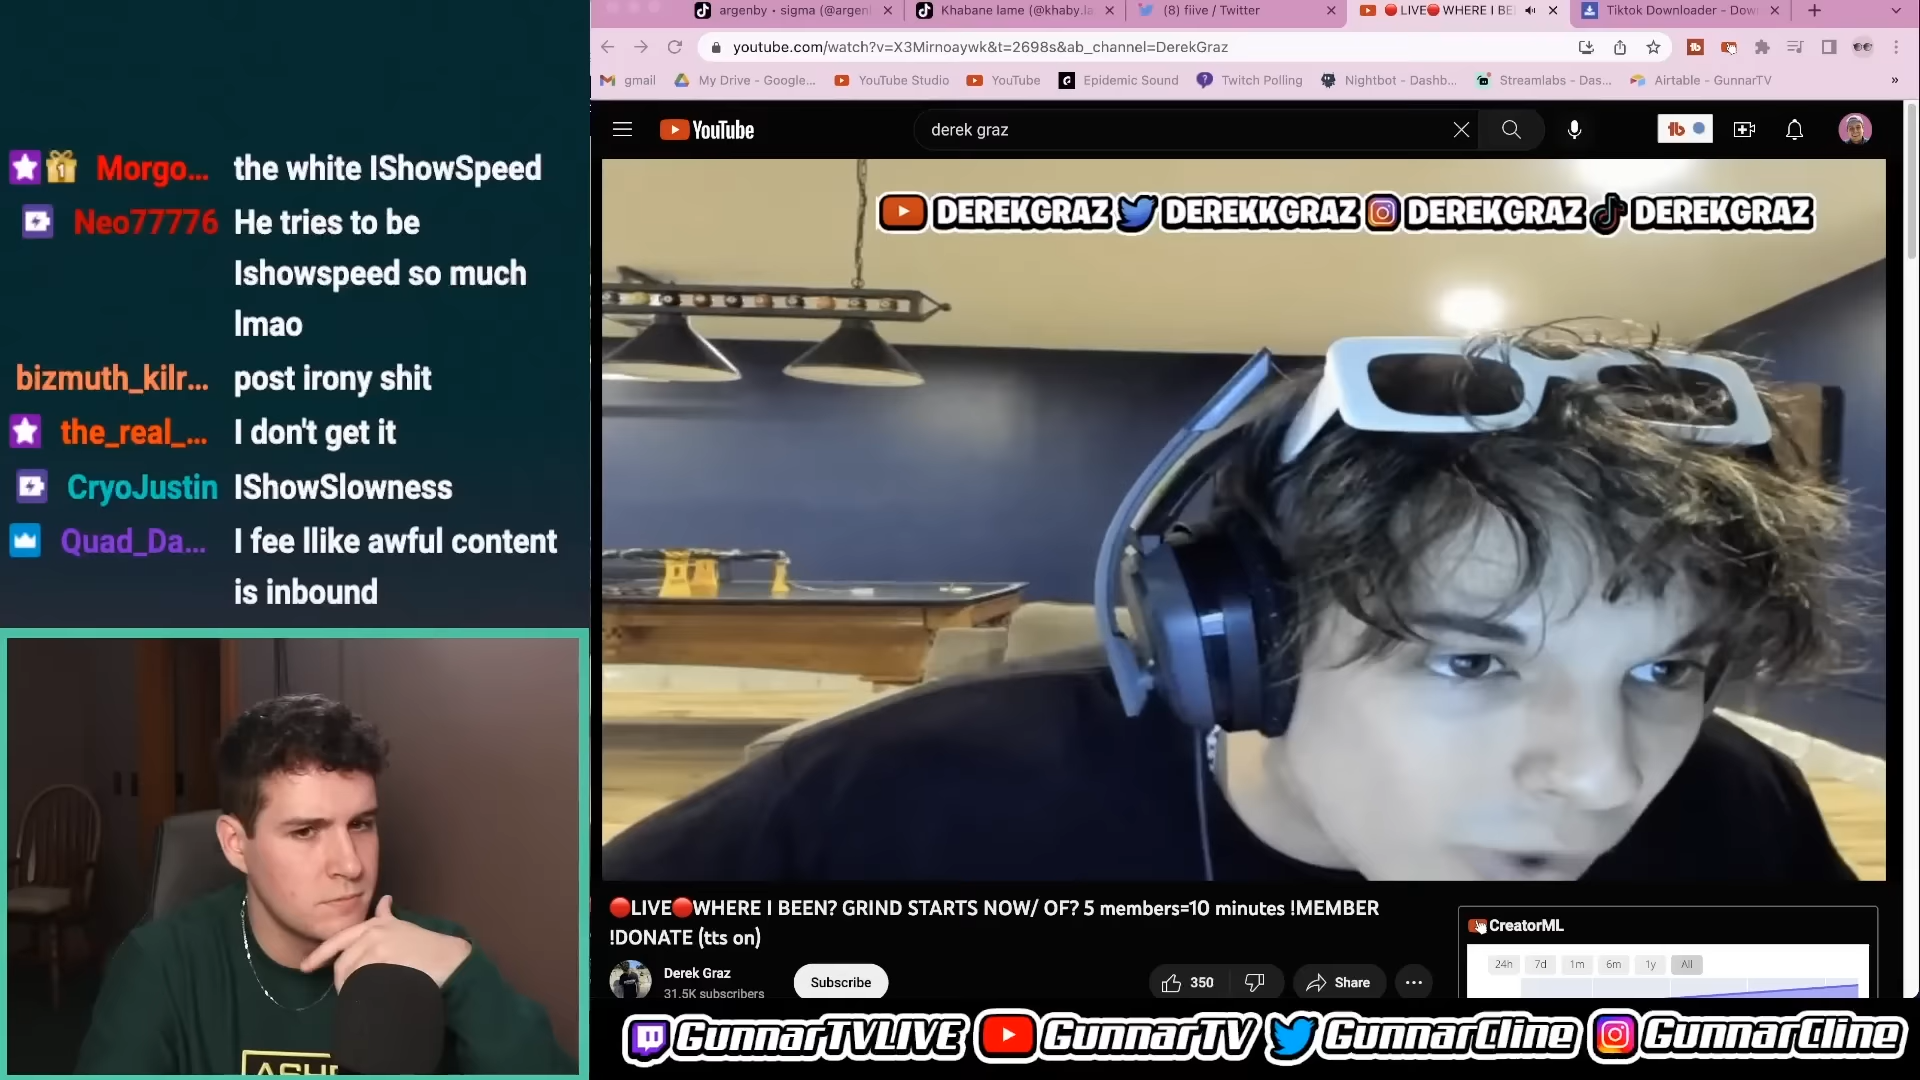 argenby · sigma (@argen
Khabane lame (@khaby.la
(8) fiive / Twitter
🔴LIVE🔴 WHERE I BE
Tiktok Downloader - Dow
youtube.com/watch?v=X3Mirnoaywk&t=2698s&ab_channel=DerekGraz
gmail
My Drive - Google...
YouTube Studio
YouTube
Epidemic Sound
Twitch Polling
Nightbot - Dashb...
Streamlabs - Das...
Airtable - GunnarTV
»
YouTube
derek graz
tb
DEREKGRAZ DEREKKGRAZ DEREKGRAZ DEREKGRAZ
1 Morgo... the white IShowSpeed
Neo77776 He tries to be
Ishowspeed so much
lmao
bizmuth_kilr... post irony shit
the_real_... I don't get it
CryoJustin IShowSlowness
Quad_Da... I fee llike awful content
is inbound
🔴LIVE🔴WHERE I BEEN? GRIND STARTS NOW/ OF? 5 members=10 minutes !MEMBER
!DONATE (tts on)
Derek Graz
31.5K subscribers
Subscribe
350
Share
CreatorML
24h 7d 1m 6m 1y All
GunnarTVLIVE GunnarTV GunnarCline GunnarCline